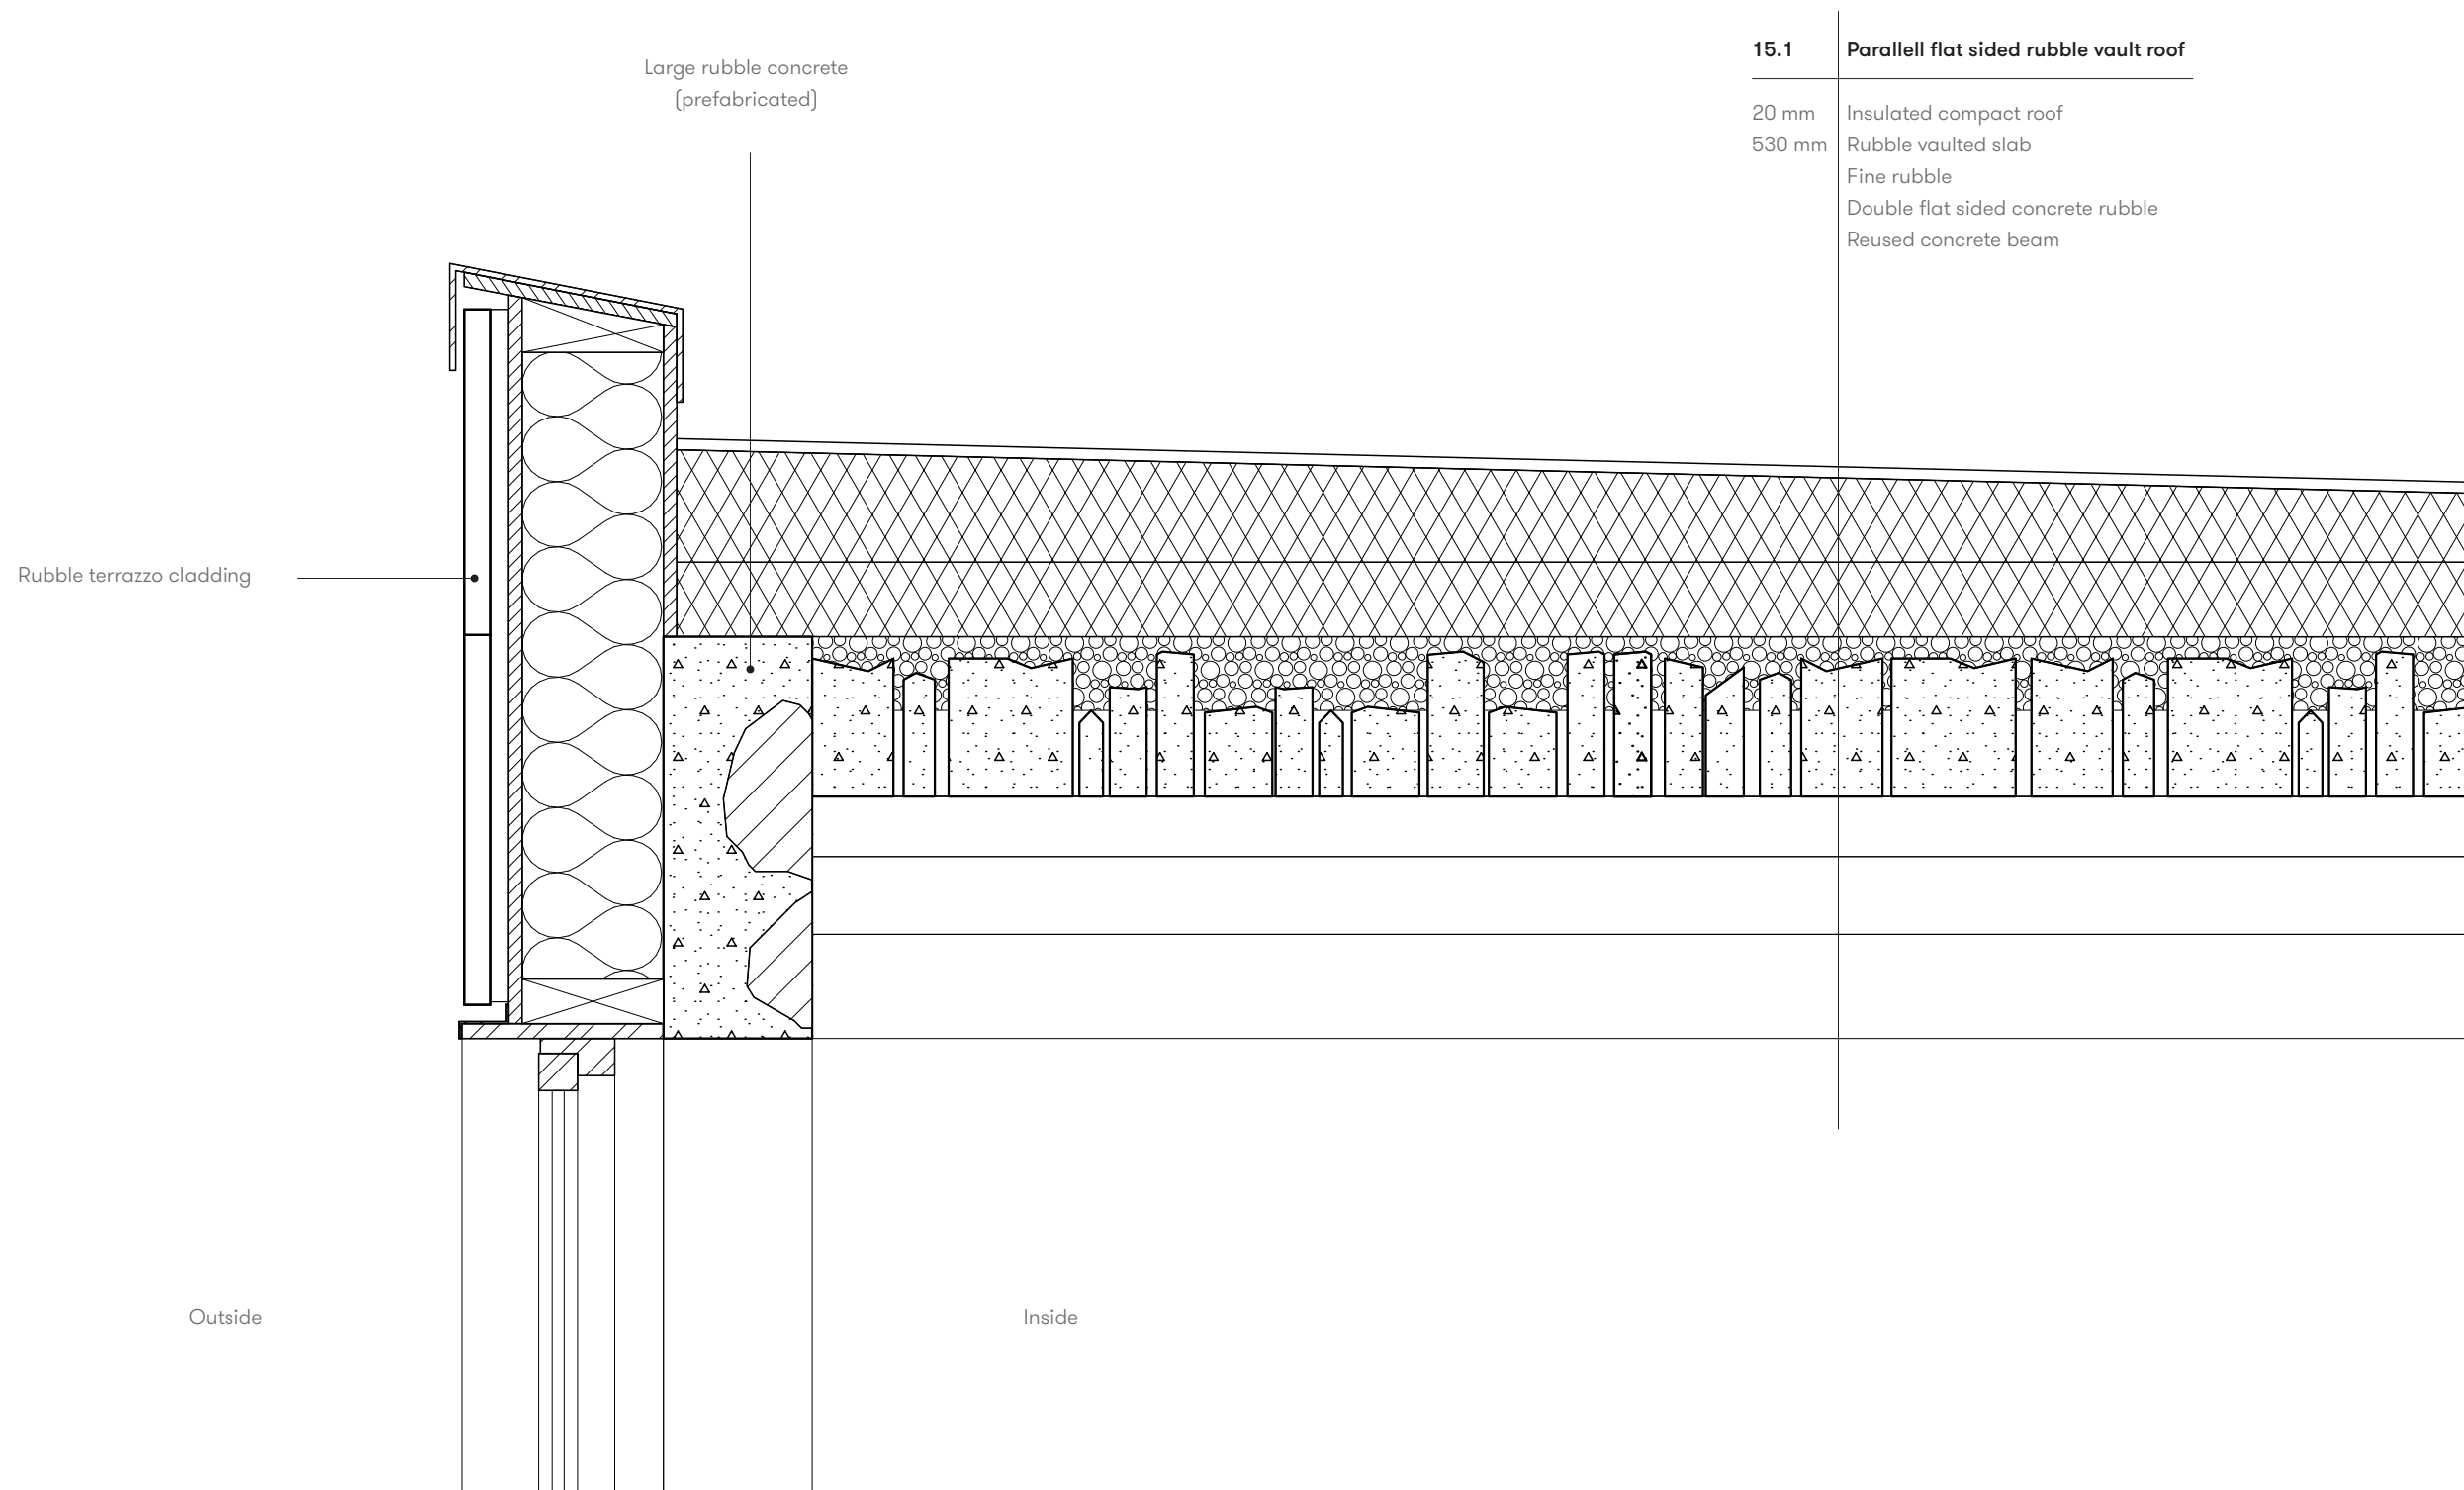 Large rubble concrete
(prefabricated)
15.1 Parallell flat sided rubble vault roof
20 mm Insulated compact roof
530 mm Rubble vaulted slab
Fine rubble
Double flat sided concrete rubble
Reused concrete beam
Rubble terrazzo cladding
Outside
Inside